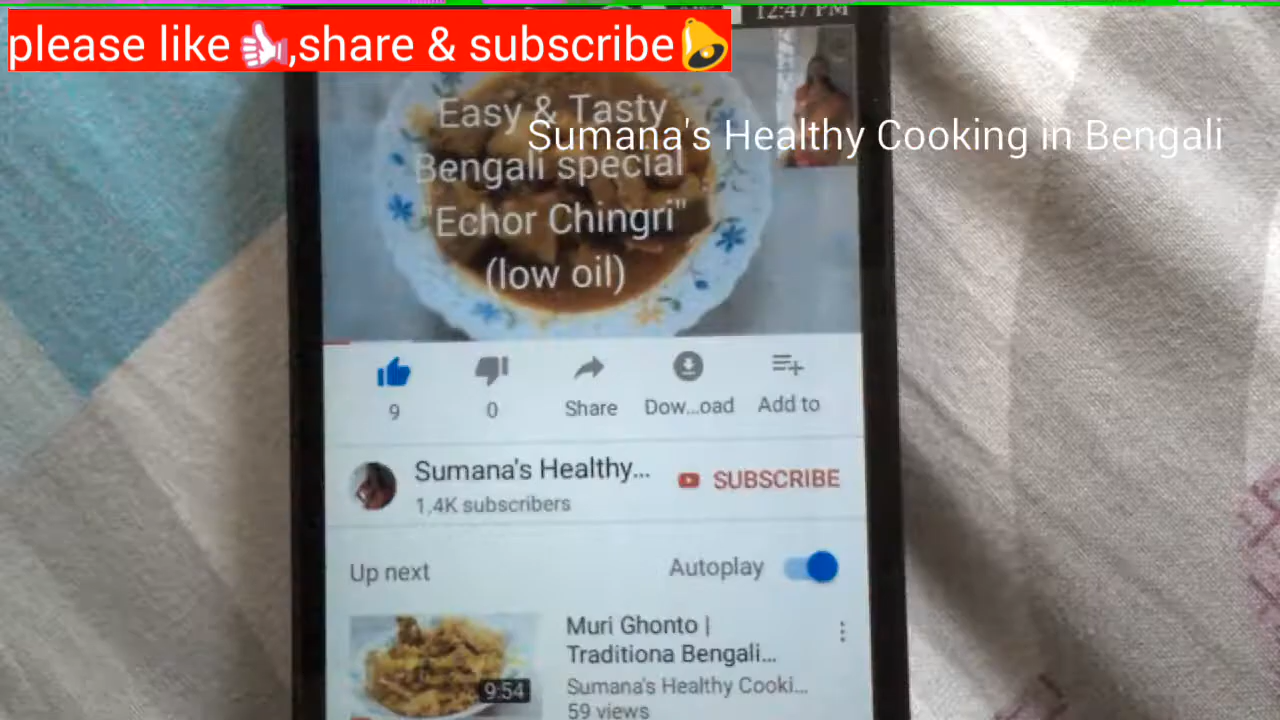 12:47 PM
please like 👍,share & subscribe🔔
Easy & Tasty
Sumana's Healthy Cooking in Bengali
Bengali special
"Echor Chingri"
(low oil)
9
0
Share
Dow...oad
Add to
Sumana's Healthy...
SUBSCRIBE
1.4K subscribers
Up next
Autoplay
Muri Ghonto |
Traditiona Bengali...
9:54
Sumana's Healthy Cooki...
59 views